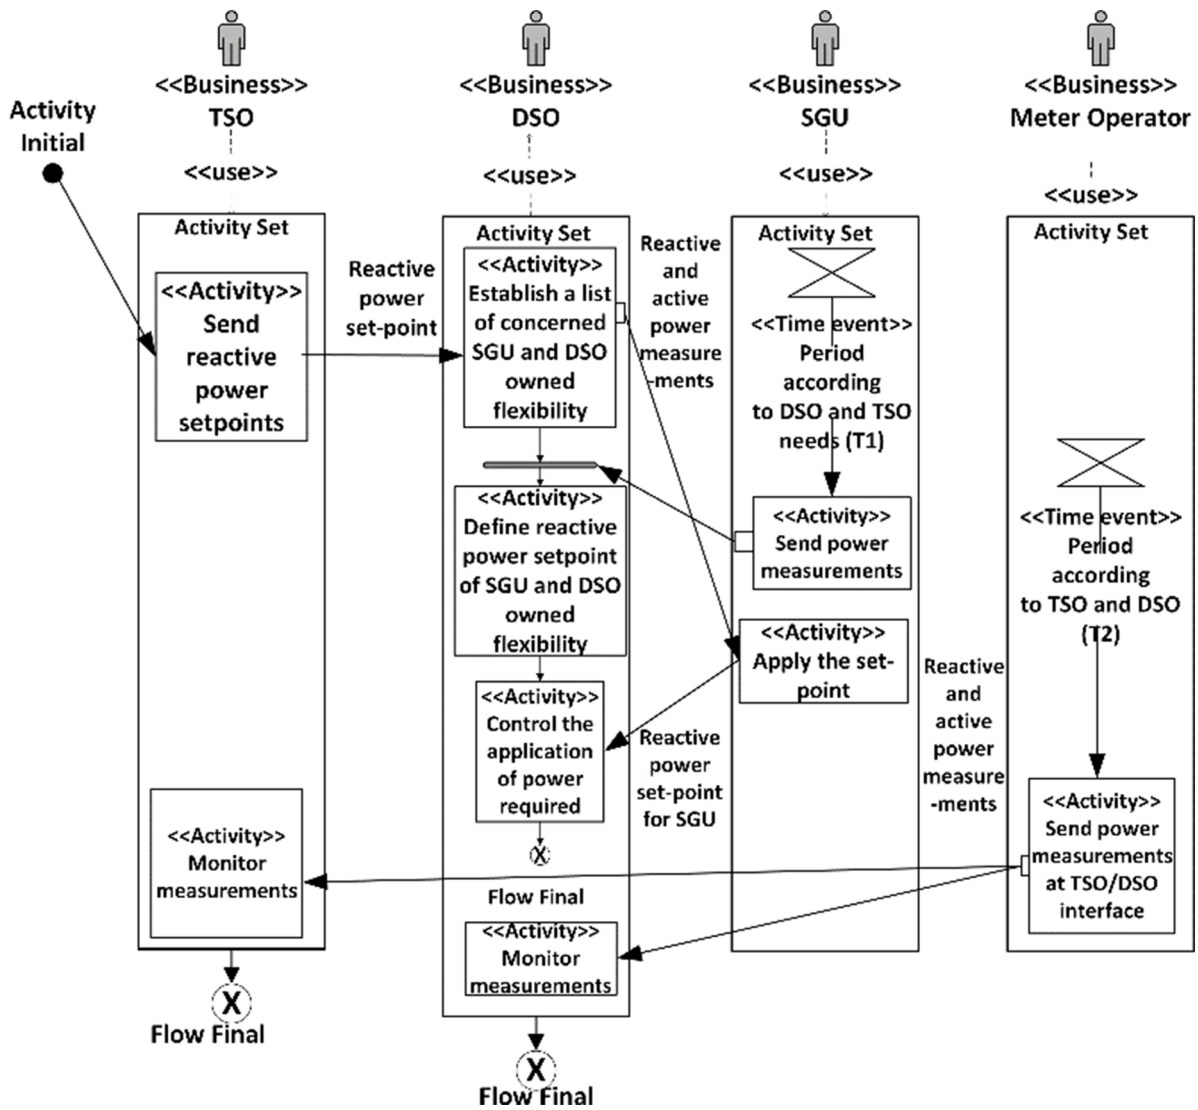 Activity
Initial
<<Business>>
TSO
<<use>>
Activity Set
<<Activity>>
Send
reactive
power
setpoints
<<Activity>>
Monitor
measurements
X
Flow Final
Reactive
power
set-point
<<Business>>
DSO
<<use>>
Activity Set
<<Activity>>
Establish a list
of concerned
SGU and DSO
owned
flexibility
<<Activity>>
Define reactive
power setpoint
of SGU and DSO
owned
flexibility
<<Activity>>
Control the
application
of power
required
X
Flow Final
<<Activity>>
Monitor
measurements
X
Flow Final
Reactive
and
active
power
measure
-ments
Reactive
power
set-point
for SGU
<<Business>>
SGU
<<use>>
Activity Set
<<Time event>>
Period
according
to DSO and TSO
needs (T1)
<<Activity>>
Send power
measurements
<<Activity>>
Apply the set-
point
Reactive
and
active
power
measure
-ments
<<Business>>
Meter Operator
<<use>>
Activity Set
<<Time event>>
Period
according
to TSO and DSO
(T2)
<<Activity>>
Send power
measurements
at TSO/DSO
interface